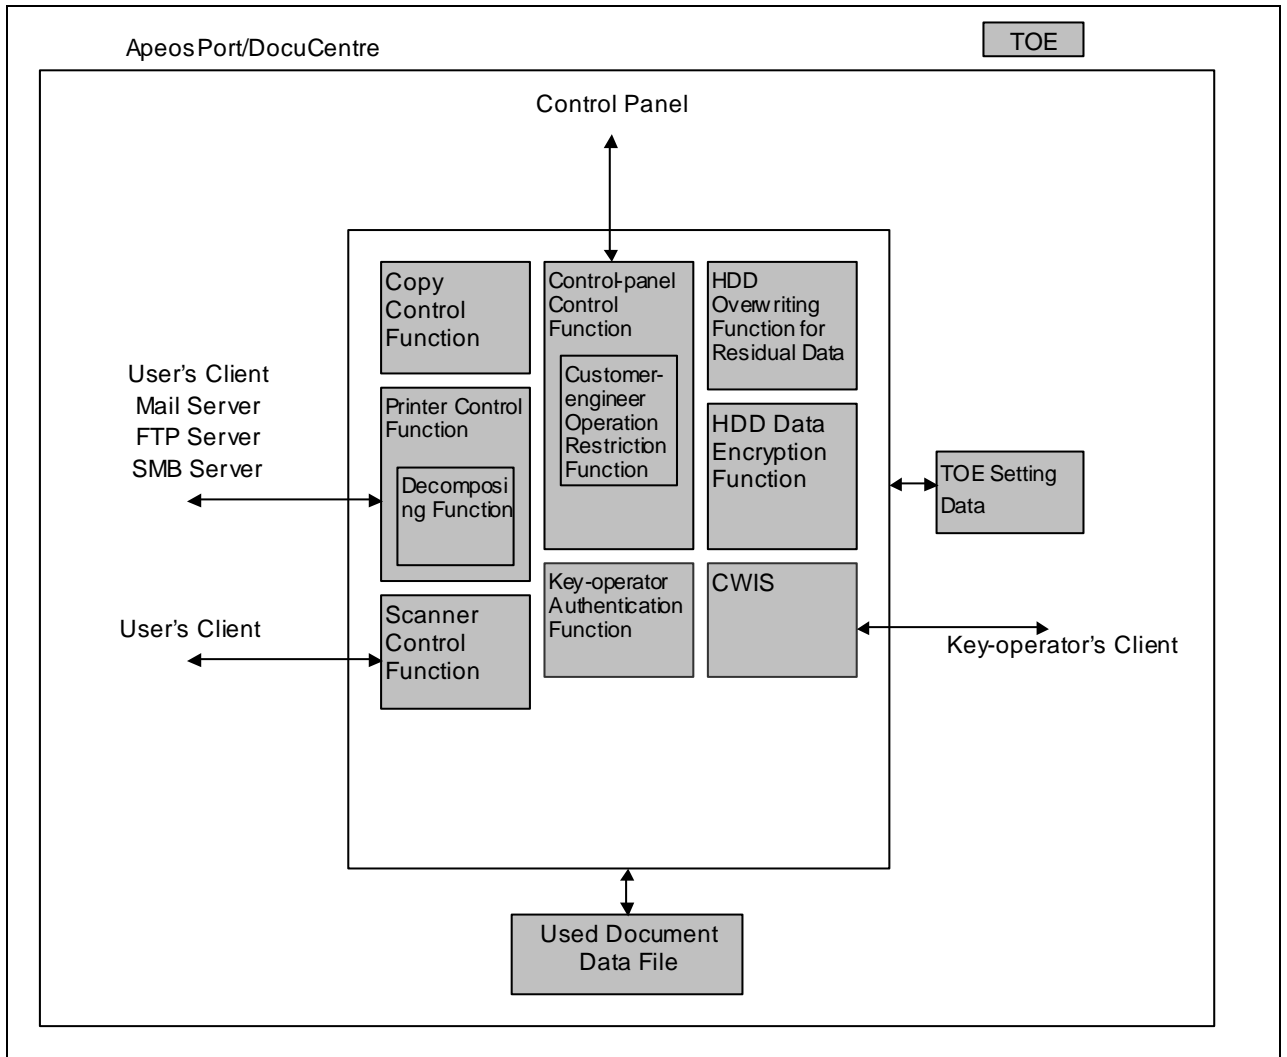 ApeosPort/DocuCentre
TOE
Control Panel
Copy
Control
Function
Control-panel
Control
Function
HDD
Overwriting
Function for
Residual Data
Customer-
engineer
Operation
Restriction
Function
User's Client
Mail Server
FTP Server
SMB Server
Printer Control
Function
Decomposi
ng Function
HDD Data
Encryption
Function
TOE Setting
Data
User's Client
Scanner
Control
Function
Key-operator
Authentication
Function
CWIS
Key-operator's Client
Used Document
Data File